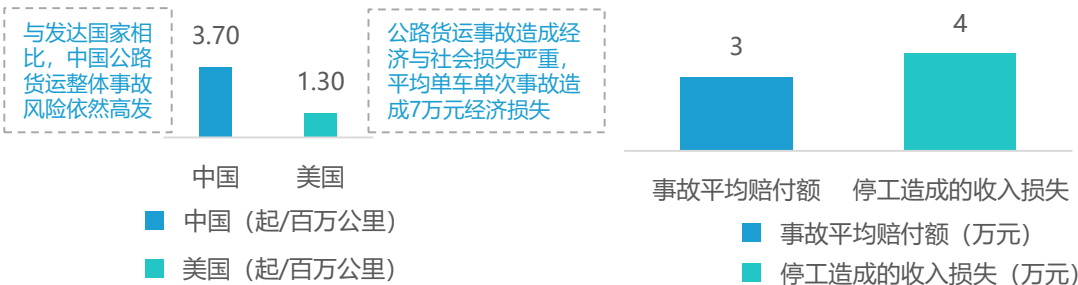 与发达国家相
比，中国公路
货运整体事故
风险依然高发
3.70
1.30
中国
美国
中国（起/百万公里）
美国（起/百万公里）
公路货运事故造成经
济与社会损失严重，
平均单车单次事故造
成7万元经济损失
3
4
事故平均赔付额
停工造成的收入损失
事故平均赔付额（万元）
停工造成的收入损失（万元）